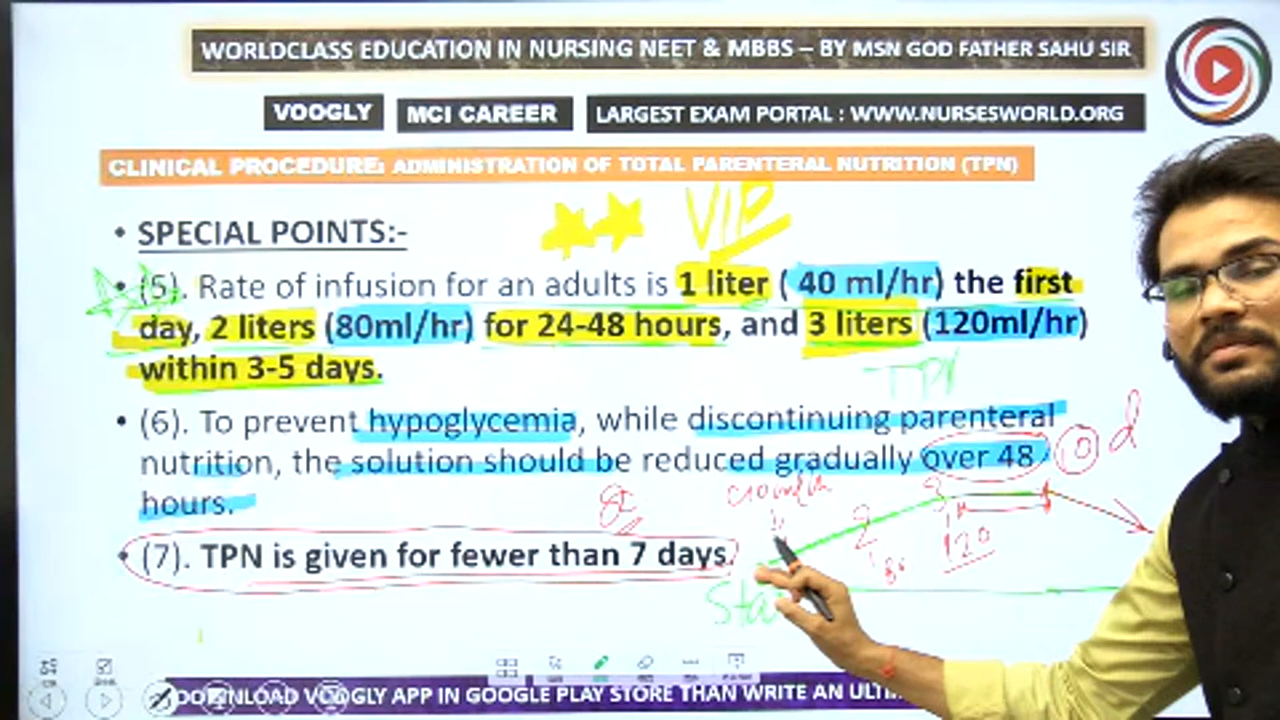 WORLDCLASS EDUCATION IN NURSING NEET & MBBS – BY MSN GOD FATHER SAHU SIR
VOOGLY MCI CAREER LARGEST EXAM PORTAL : WWW.NURSESWORLD.ORG
CLINICAL PROCEDURE: ADMINISTRATION OF TOTAL PARENTERAL NUTRITION (TPN)
VIP
• SPECIAL POINTS:-
• (5). Rate of infusion for an adults is 1 liter ( 40 ml/hr) the first
day, 2 liters (80ml/hr) for 24-48 hours, and 3 liters (120ml/hr)
within 3-5 days.
TPN
• (6). To prevent hypoglycemia, while discontinuing parenteral
nutrition, the solution should be reduced gradually over 48
hours.
10 d
2 3
80 120
• (7). TPN is given for fewer than 7 days.
Sta
DOWNLOAD VOOGLY APP IN GOOGLE PLAY STORE THAN WRITE AN ULTI